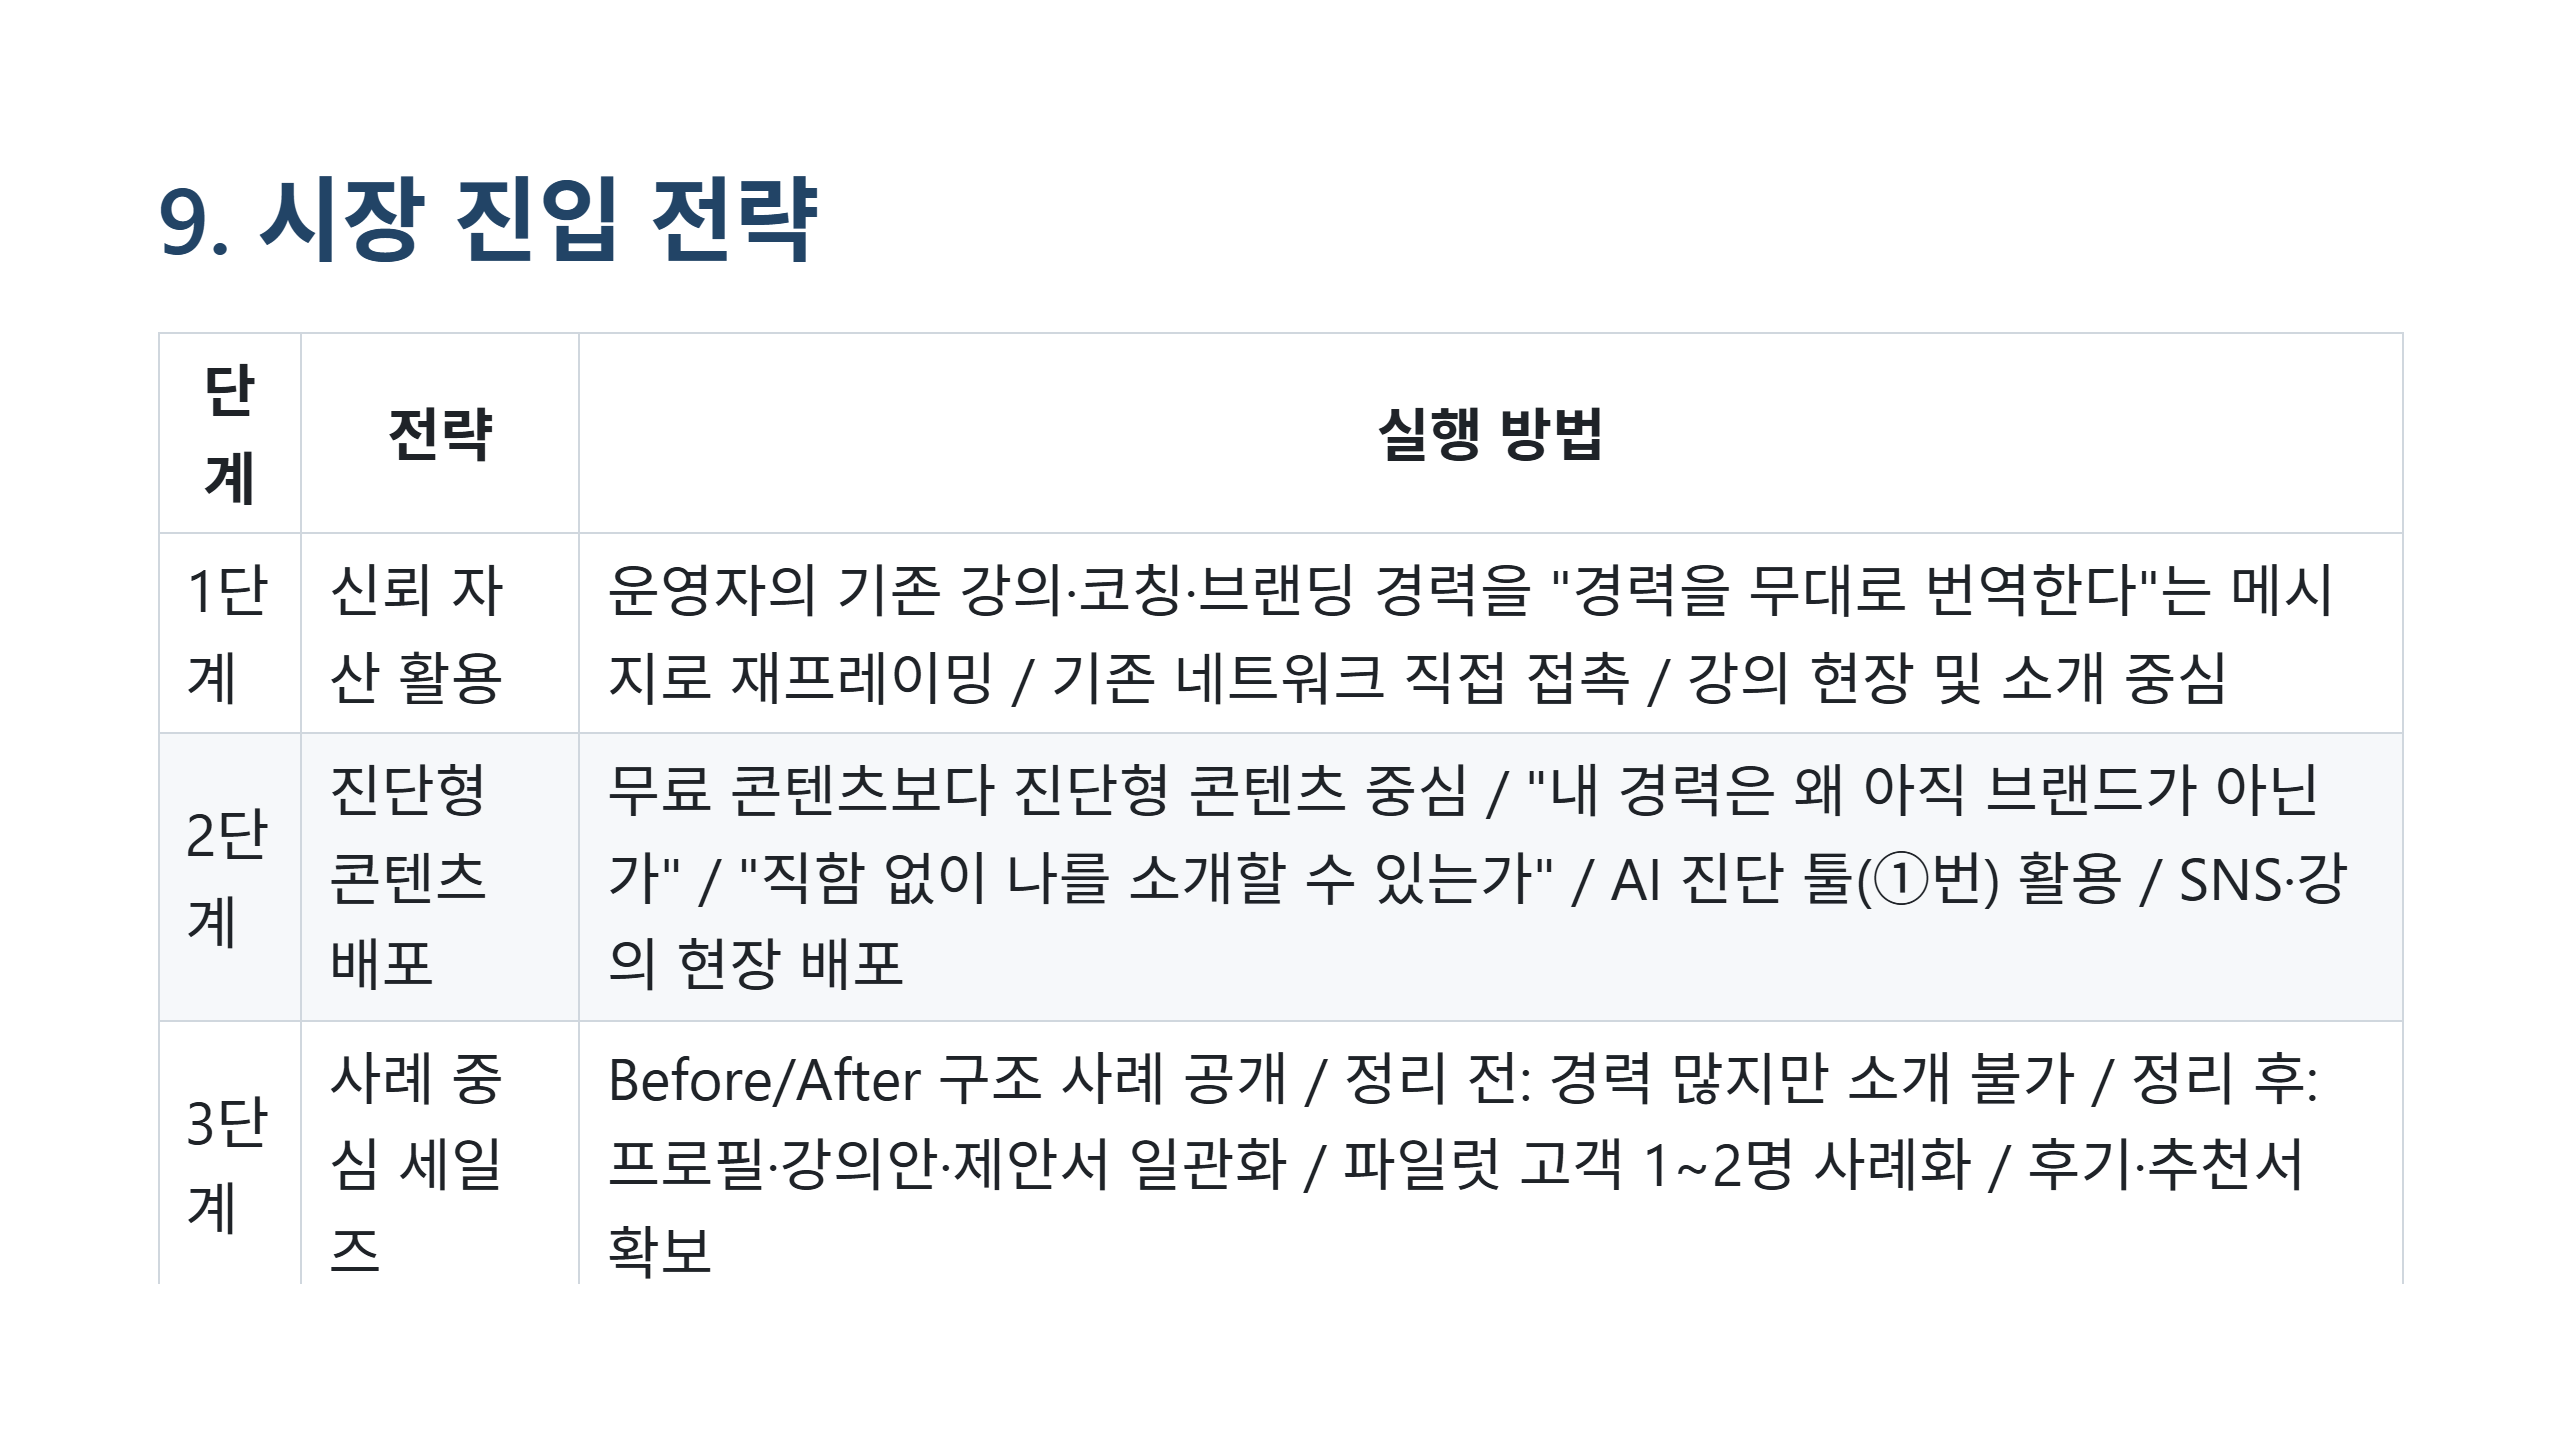 9. 시장 진입 전략
단
계
전략
실행 방법
1단
계
신뢰 자
산 활용
운영자의 기존 강의·코칭·브랜딩 경력을 "경력을 무대로 번역한다"는 메시
지로 재프레이밍 / 기존 네트워크 직접 접촉 / 강의 현장 및 소개 중심
2단
계
진단형
콘텐츠
배포
무료 콘텐츠보다 진단형 콘텐츠 중심 / "내 경력은 왜 아직 브랜드가 아닌
가" / "직함 없이 나를 소개할 수 있는가" / AI 진단 툴(①번) 활용 / SNS·강
의 현장 배포
3단
계
사례 중
심 세일
즈
Before/After 구조 사례 공개 / 정리 전: 경력 많지만 소개 불가 / 정리 후:
프로필·강의안·제안서 일관화 / 파일럿 고객 1~2명 사례화 / 후기·추천서
확보